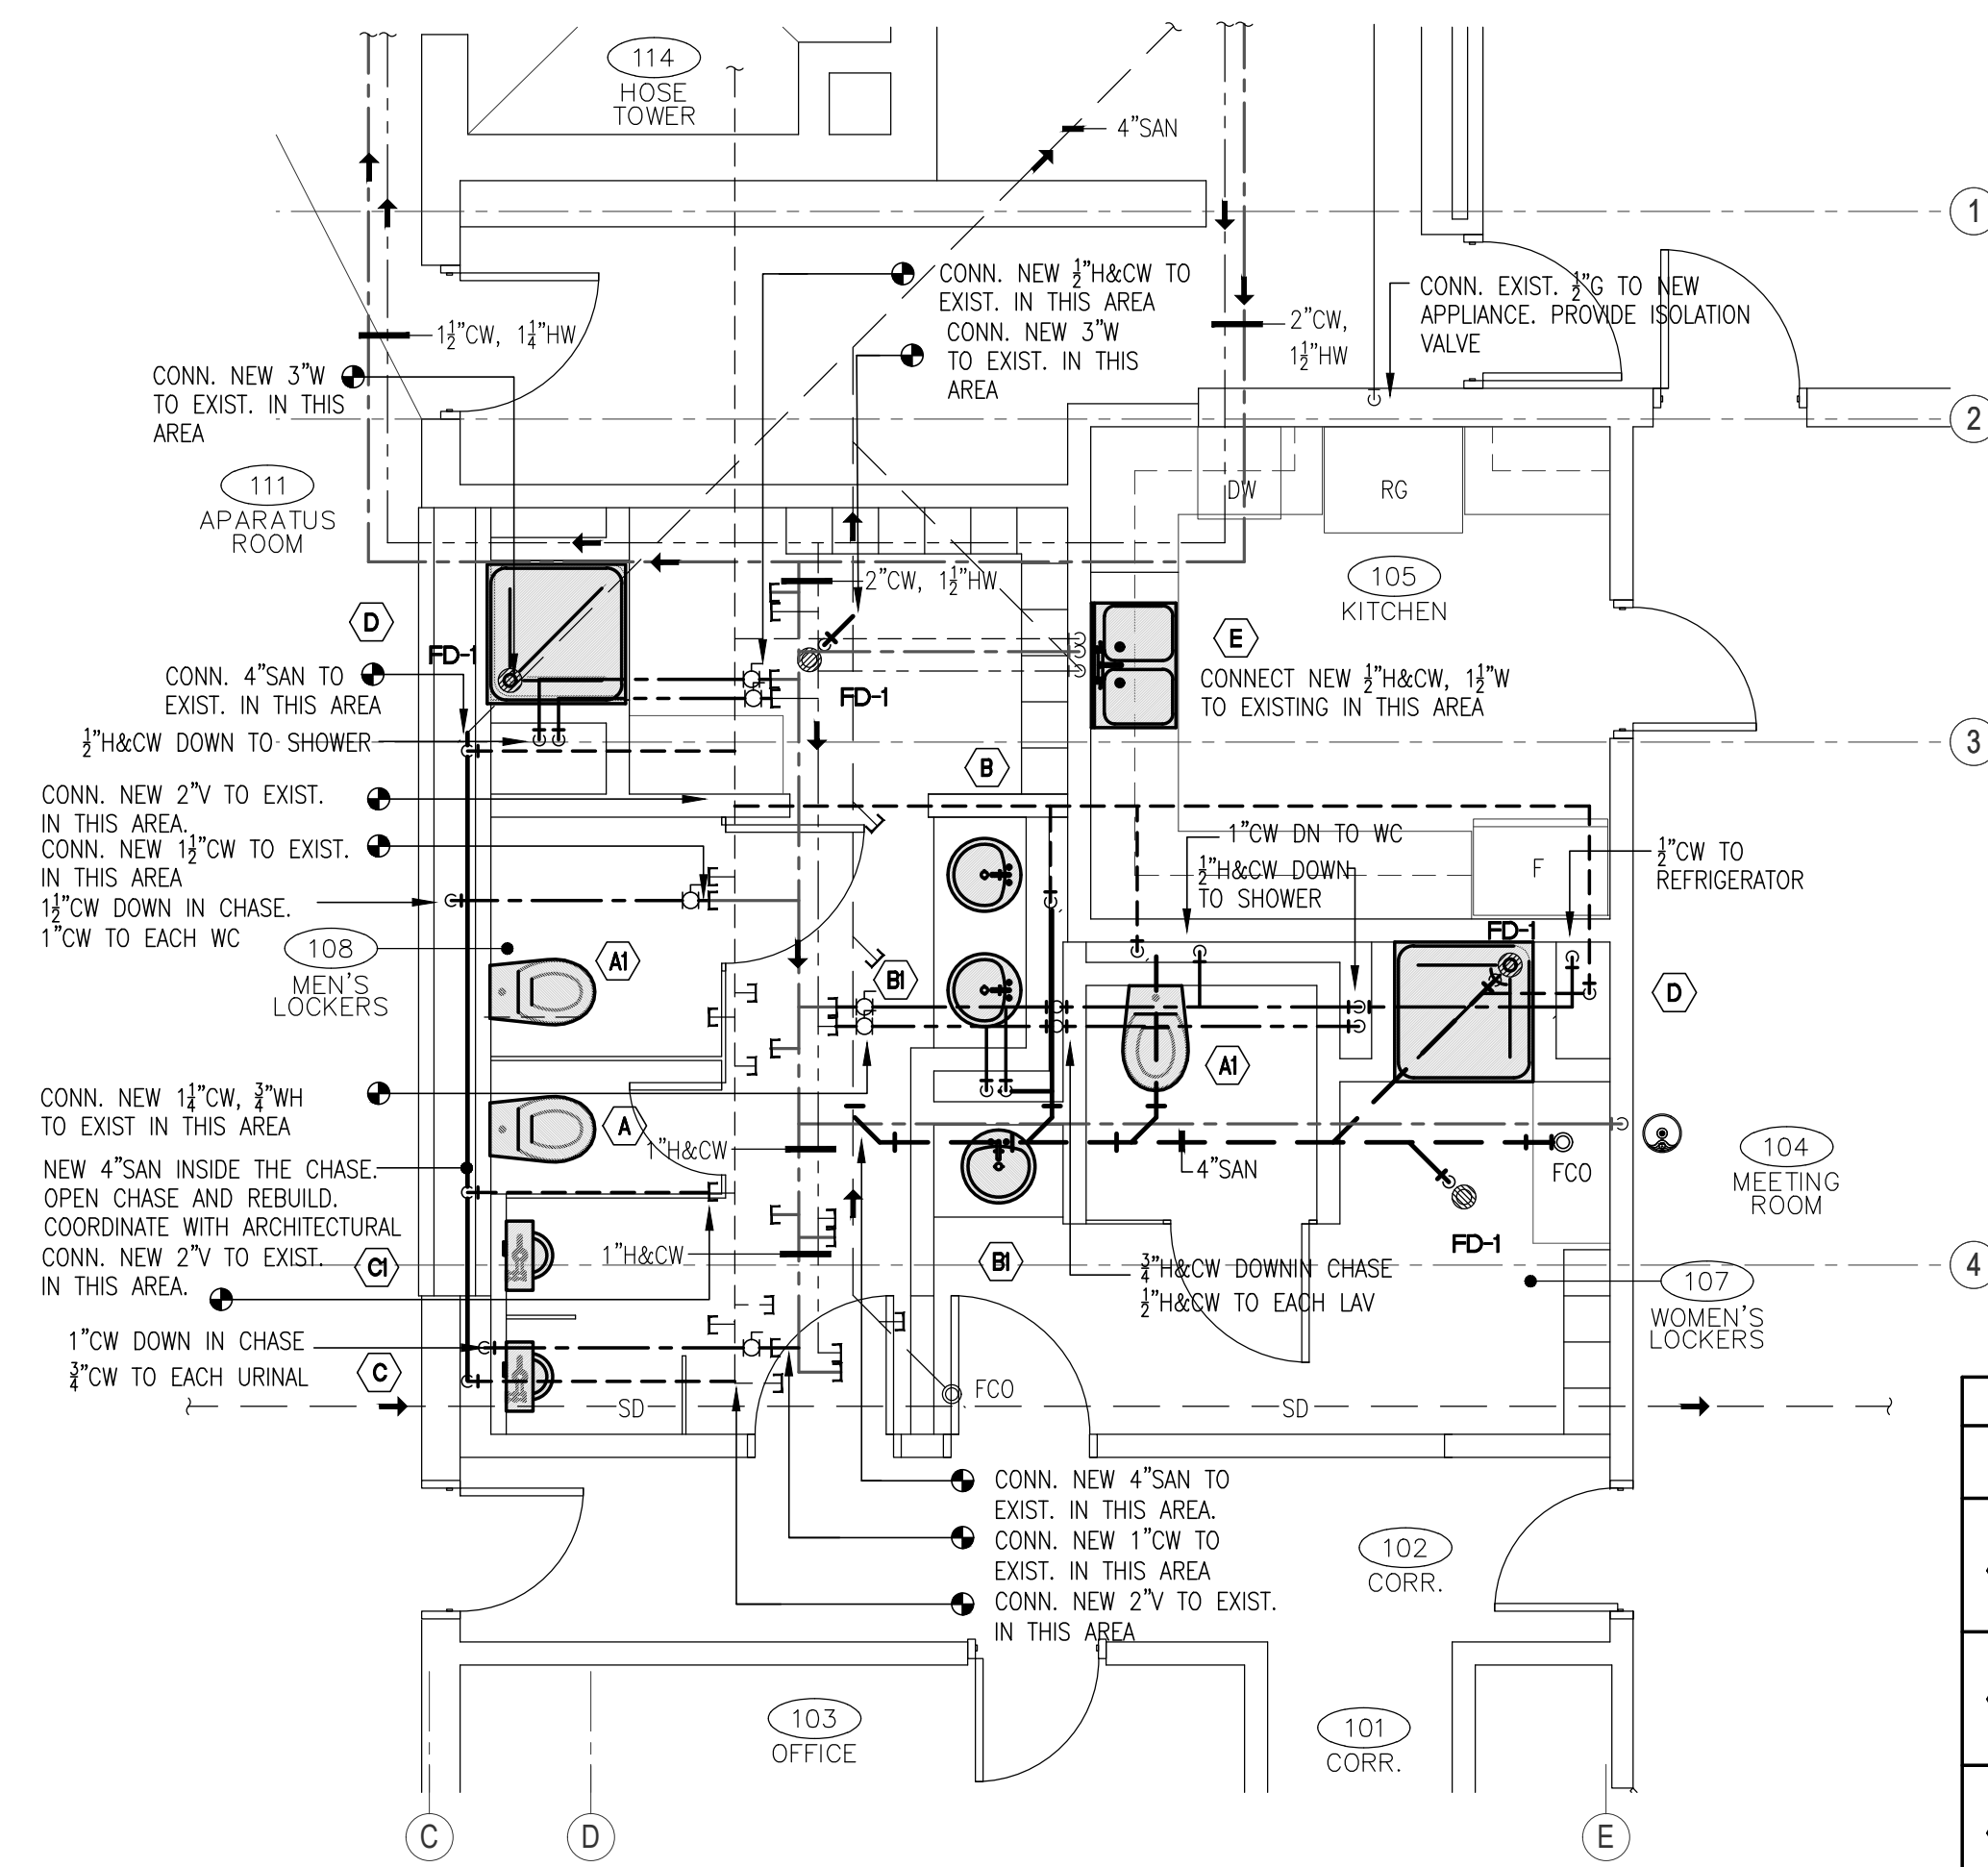 114
HOSE
TOWER
4"SAN
1
CONN. NEW ½"H&CW TO
EXIST. IN THIS AREA
CONN. NEW 3"W
TO EXIST. IN THIS
AREA
CONN. EXIST. ½"G TO NEW
APPLIANCE. PROVIDE ISOLATION
VALVE
1½"CW, 1¼"HW
2"CW,
1½"HW
CONN. NEW 3"W
TO EXIST. IN THIS
AREA
2
111
APARATUS
ROOM
DW
RG
2"CW, 1½"HW
105
KITCHEN
D
FD-1
E
CONNECT NEW ½"H&CW, 1½"W
TO EXISTING IN THIS AREA
CONN. 4"SAN TO
EXIST. IN THIS AREA
FD-1
½"H&CW DOWN TO SHOWER
3
B
CONN. NEW 2"V TO EXIST.
IN THIS AREA.
CONN. NEW 1½"CW TO EXIST.
IN THIS AREA
1½"CW DOWN IN CHASE.
1"CW TO EACH WC
1"CW DN TO WC
½"H&CW DOWN
TO SHOWER
F
½"CW TO
REFRIGERATOR
108
MEN'S
LOCKERS
A1
B1
FD-1
D
A1
CONN. NEW 1¼"CW, ¾"WH
TO EXIST IN THIS AREA
A
1"H&CW
4"SAN
FCO
104
MEETING
ROOM
NEW 4"SAN INSIDE THE CHASE.
OPEN CHASE AND REBUILD.
COORDINATE WITH ARCHITECTURAL
CONN. NEW 2"V TO EXIST.
IN THIS AREA.
C1
1"H&CW
B1
FD-1
¾"H&CW DOWNIN CHASE
½"H&CW TO EACH LAV
4
107
WOMEN'S
LOCKERS
1"CW DOWN IN CHASE
¾"CW TO EACH URINAL
C
FCO
SD
SD
CONN. NEW 4"SAN TO
EXIST. IN THIS AREA.
CONN. NEW 1"CW TO
EXIST. IN THIS AREA
CONN. NEW 2"V TO EXIST.
IN THIS AREA
102
CORR.
103
OFFICE
101
CORR.
C
D
E